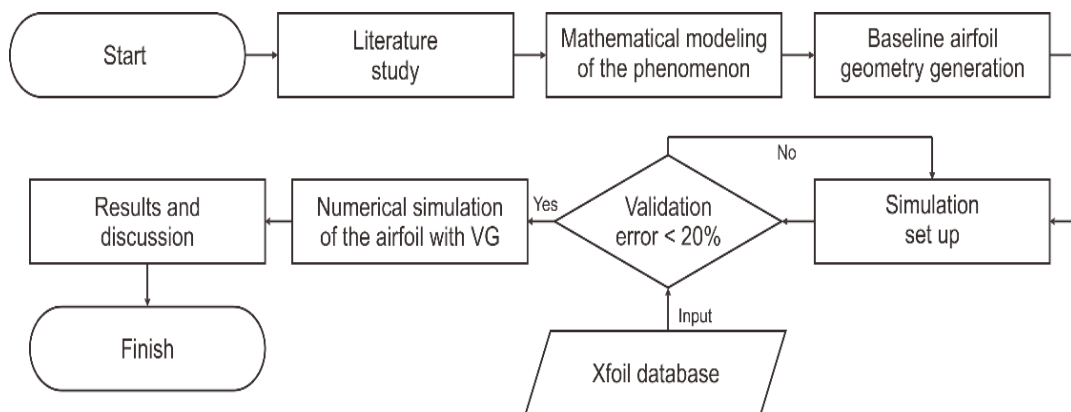 Start
Literature
study
Mathematical modeling
of the phenomenon
Baseline airfoil
geometry generation
No
Simulation
set up
Validation
error < 20%
Yes
Numerical simulation
of the airfoil with VG
Results and
discussion
Input
Finish
Xfoil database